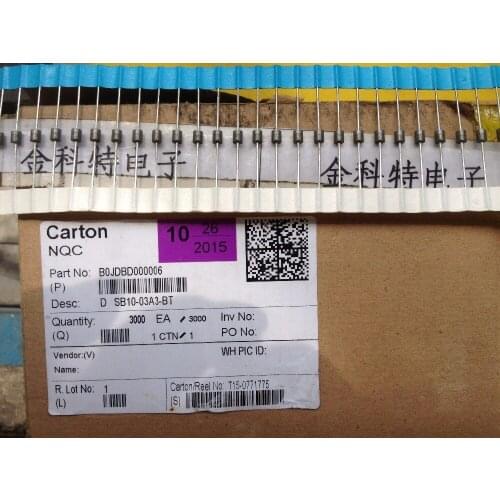 金科特电子 金科特电子
Carton
NQC
10 26
2015
Part No: B0JDBD000006
(P)
Desc: D SB10-03A3-BT
Quantity: 3000 EA / 3000 Inv No:
(Q) 1 CTN / 1 PO No:
Vendor:(V) WH PIC ID:
Name:
R. Lot No: 1 Carton/Reel No: T15-0771775
(L) (S)